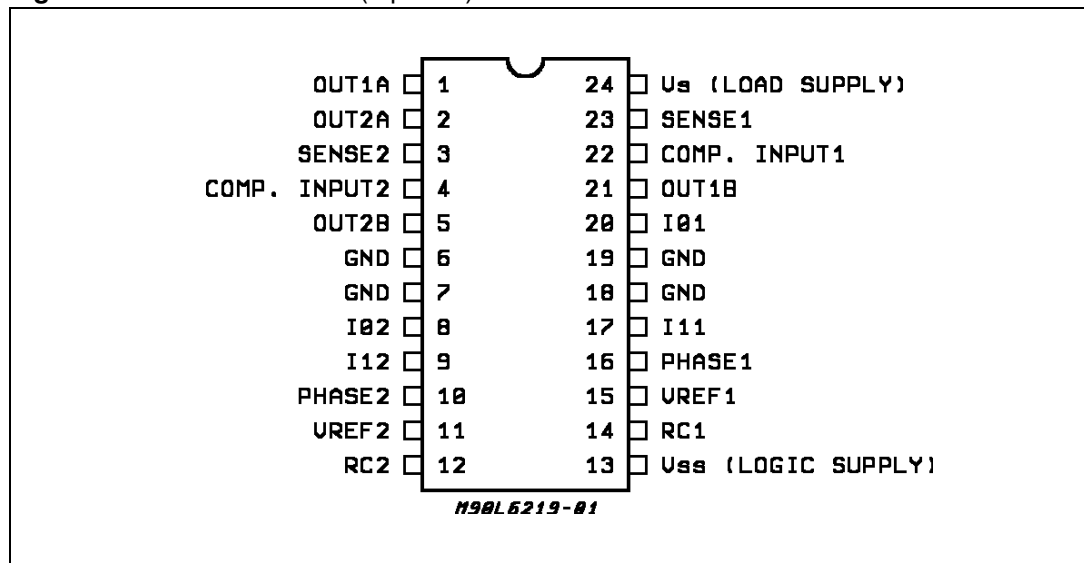 OUT1A 1 24 Vs (LOAD SUPPLY)
OUT2A 2 23 SENSE1
SENSE2 3 22 COMP. INPUT1
COMP. INPUT2 4 21 OUT1B
OUT2B 5 20 I01
GND 6 19 GND
GND 7 18 GND
I02 8 17 I11
I12 9 16 PHASE1
PHASE2 10 15 VREF1
VREF2 11 14 RC1
RC2 12 13 Vss (LOGIC SUPPLY)
M90L6219-01